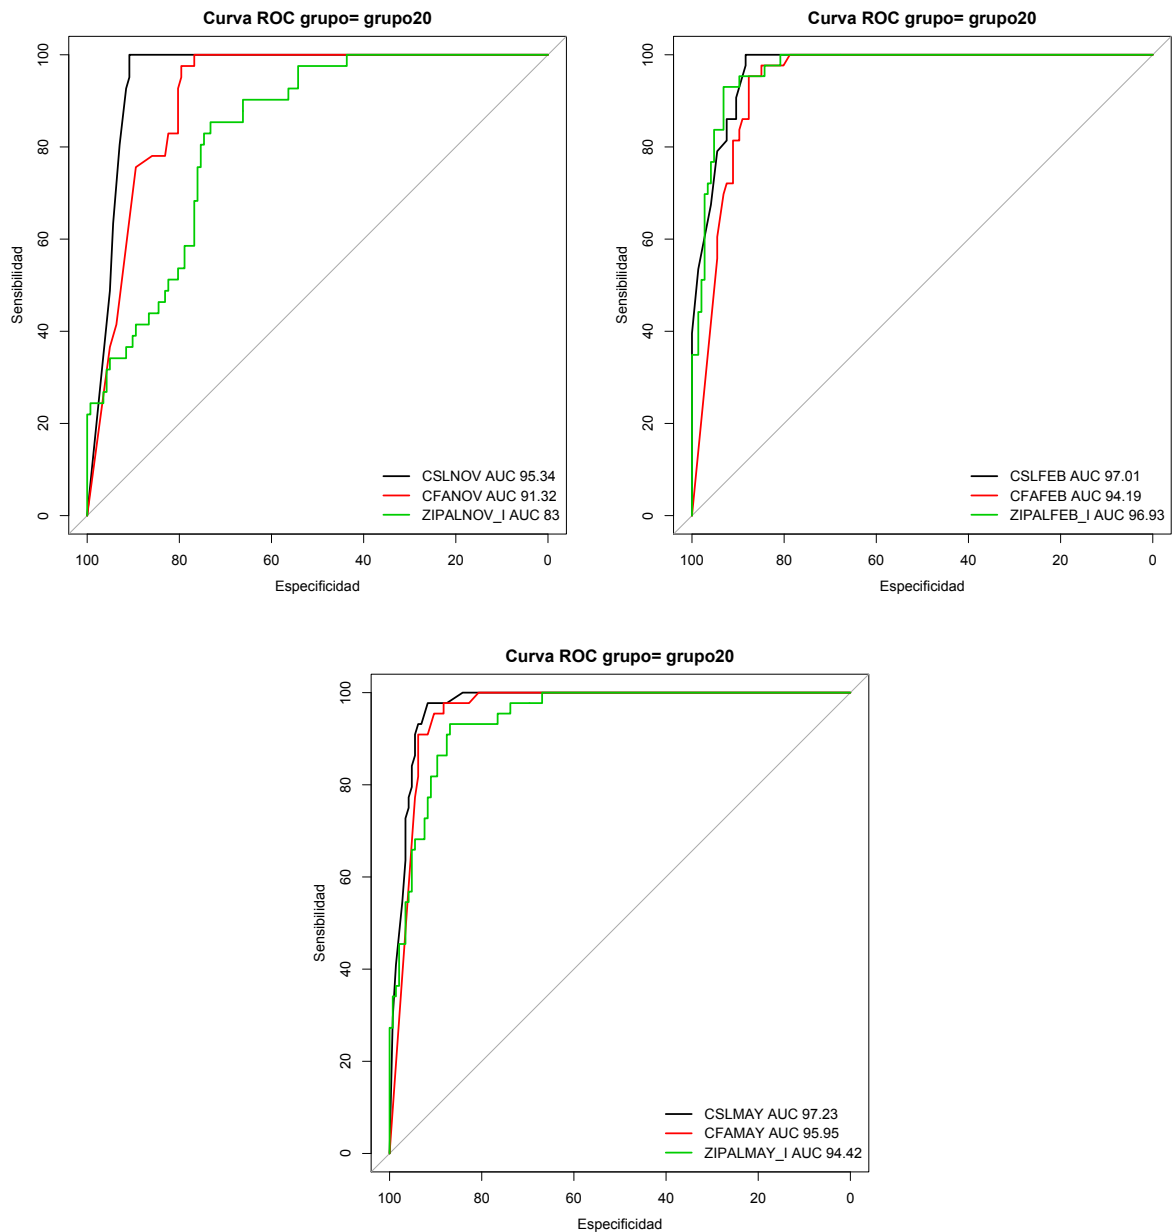 Curva ROC grupo= grupo20
Sensibilidad
100
80
60
40
20
0
CSLNOV AUC 95.34
CFANOV AUC 91.32
ZIPALNOV_I AUC 83
100 80 60 40 20 0
Especificidad
Curva ROC grupo= grupo20
Sensibilidad
100
80
60
40
20
0
CSLFEB AUC 97.01
CFAFEB AUC 94.19
ZIPALFEB_I AUC 96.93
100 80 60 40 20 0
Especificidad
Curva ROC grupo= grupo20
Sensibilidad
100
80
60
40
20
0
CSLMAY AUC 97.23
CFAMAY AUC 95.95
ZIPALMAY_I AUC 94.42
100 80 60 40 20 0
Especificidad